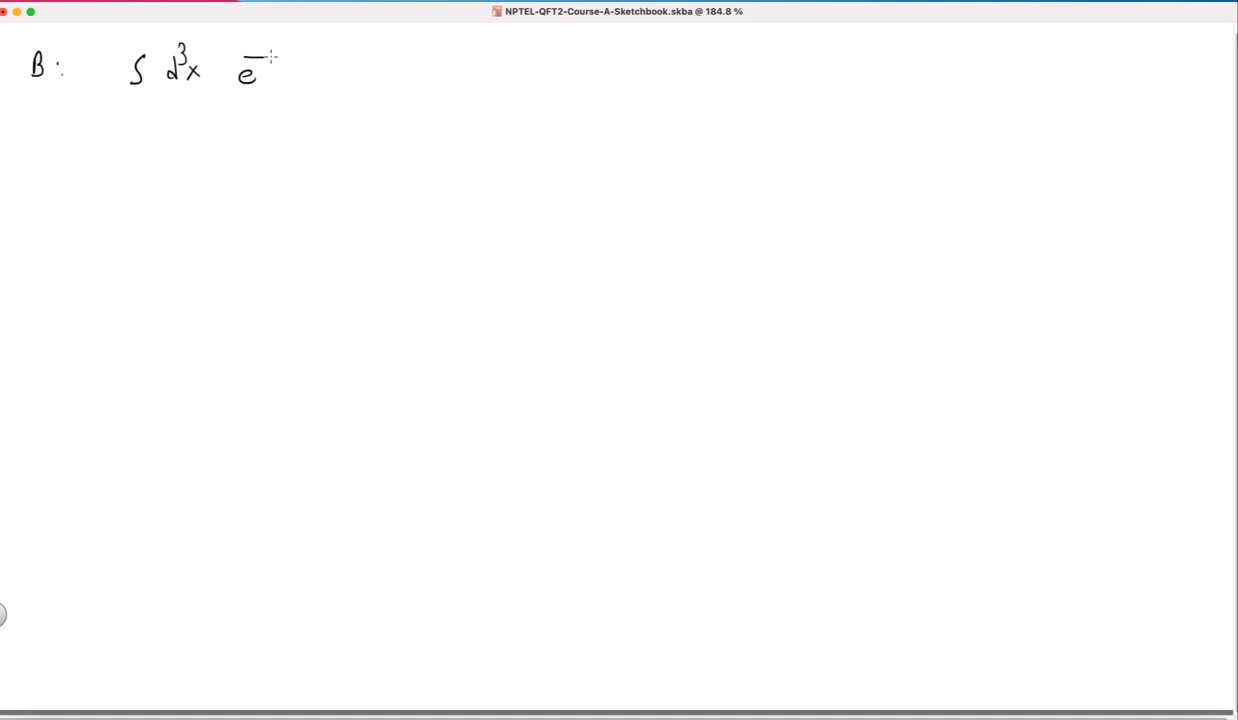 NPTEL-QFT2-Course-A-Sketchbook.skba @ 184.8 %
B: ∫ d³x e⁻